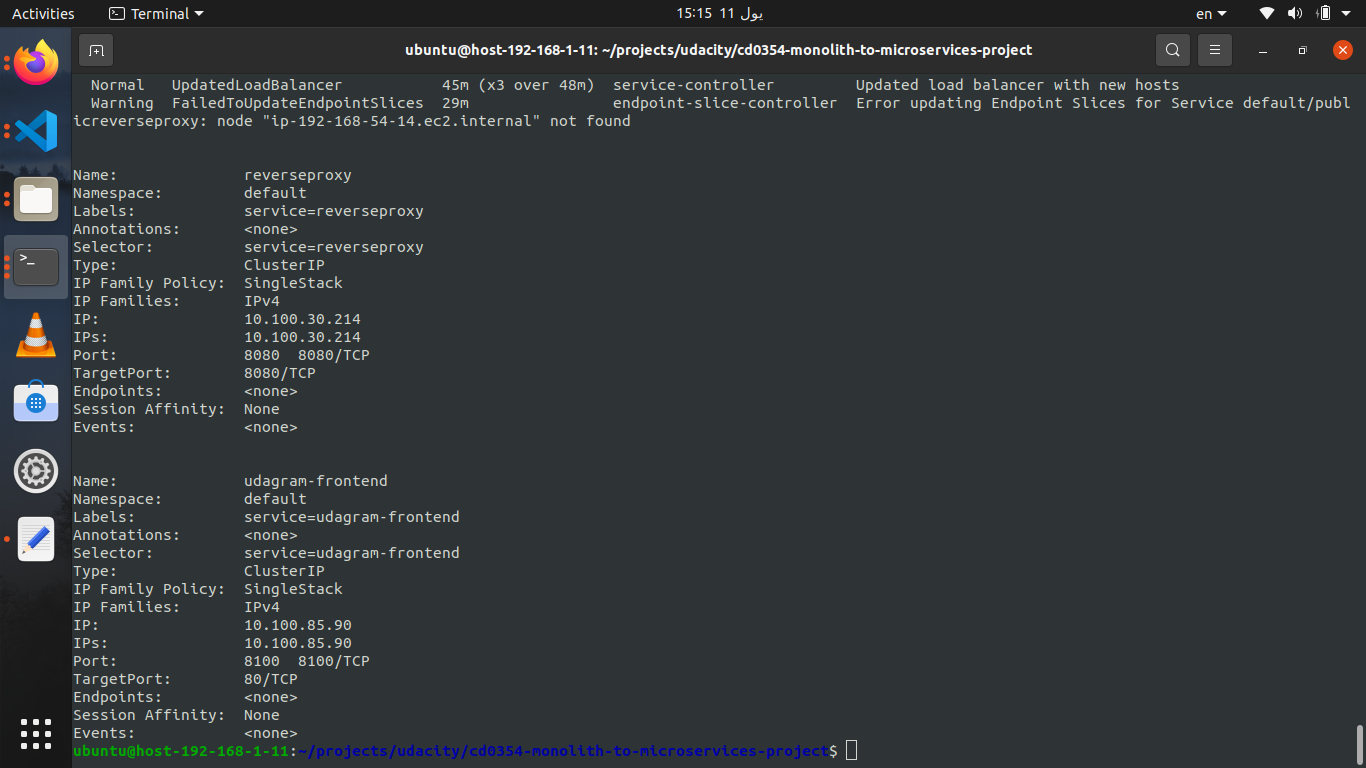 Activities Terminal 15:15 11 يول en
ubuntu@host-192-168-1-11: ~/projects/udacity/cd0354-monolith-to-microservices-project
  Normal   UpdatedLoadBalancer           45m (x3 over 48m)  service-controller         Updated load balancer with new hosts
  Warning  FailedToUpdateEndpointSlices  29m                endpoint-slice-controller  Error updating Endpoint Slices for Service default/publ
icreverseproxy: node "ip-192-168-54-14.ec2.internal" not found
Name:              reverseproxy
Namespace:         default
Labels:            service=reverseproxy
Annotations:       <none>
Selector:          service=reverseproxy
Type:              ClusterIP
IP Family Policy:  SingleStack
IP Families:       IPv4
IP:                10.100.30.214
IPs:               10.100.30.214
Port:              8080  8080/TCP
TargetPort:        8080/TCP
Endpoints:         <none>
Session Affinity:  None
Events:            <none>
Name:              udagram-frontend
Namespace:         default
Labels:            service=udagram-frontend
Annotations:       <none>
Selector:          service=udagram-frontend
Type:              ClusterIP
IP Family Policy:  SingleStack
IP Families:       IPv4
IP:                10.100.85.90
IPs:               10.100.85.90
Port:              8100  8100/TCP
TargetPort:        80/TCP
Endpoints:         <none>
Session Affinity:  None
Events:            <none>
ubuntu@host-192-168-1-11:~/projects/udacity/cd0354-monolith-to-microservices-project$